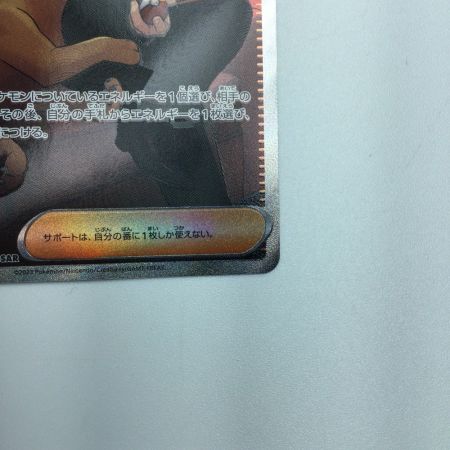 ケモンについているエネルギーを1個選び、相手の
その後、自分の手札からエネルギーを1枚選び、
につける。
サポートは、自分の番に1枚しか使えない。
SAR
©2023 Pokémon/Nintendo/Creatures/GAME FREAK.